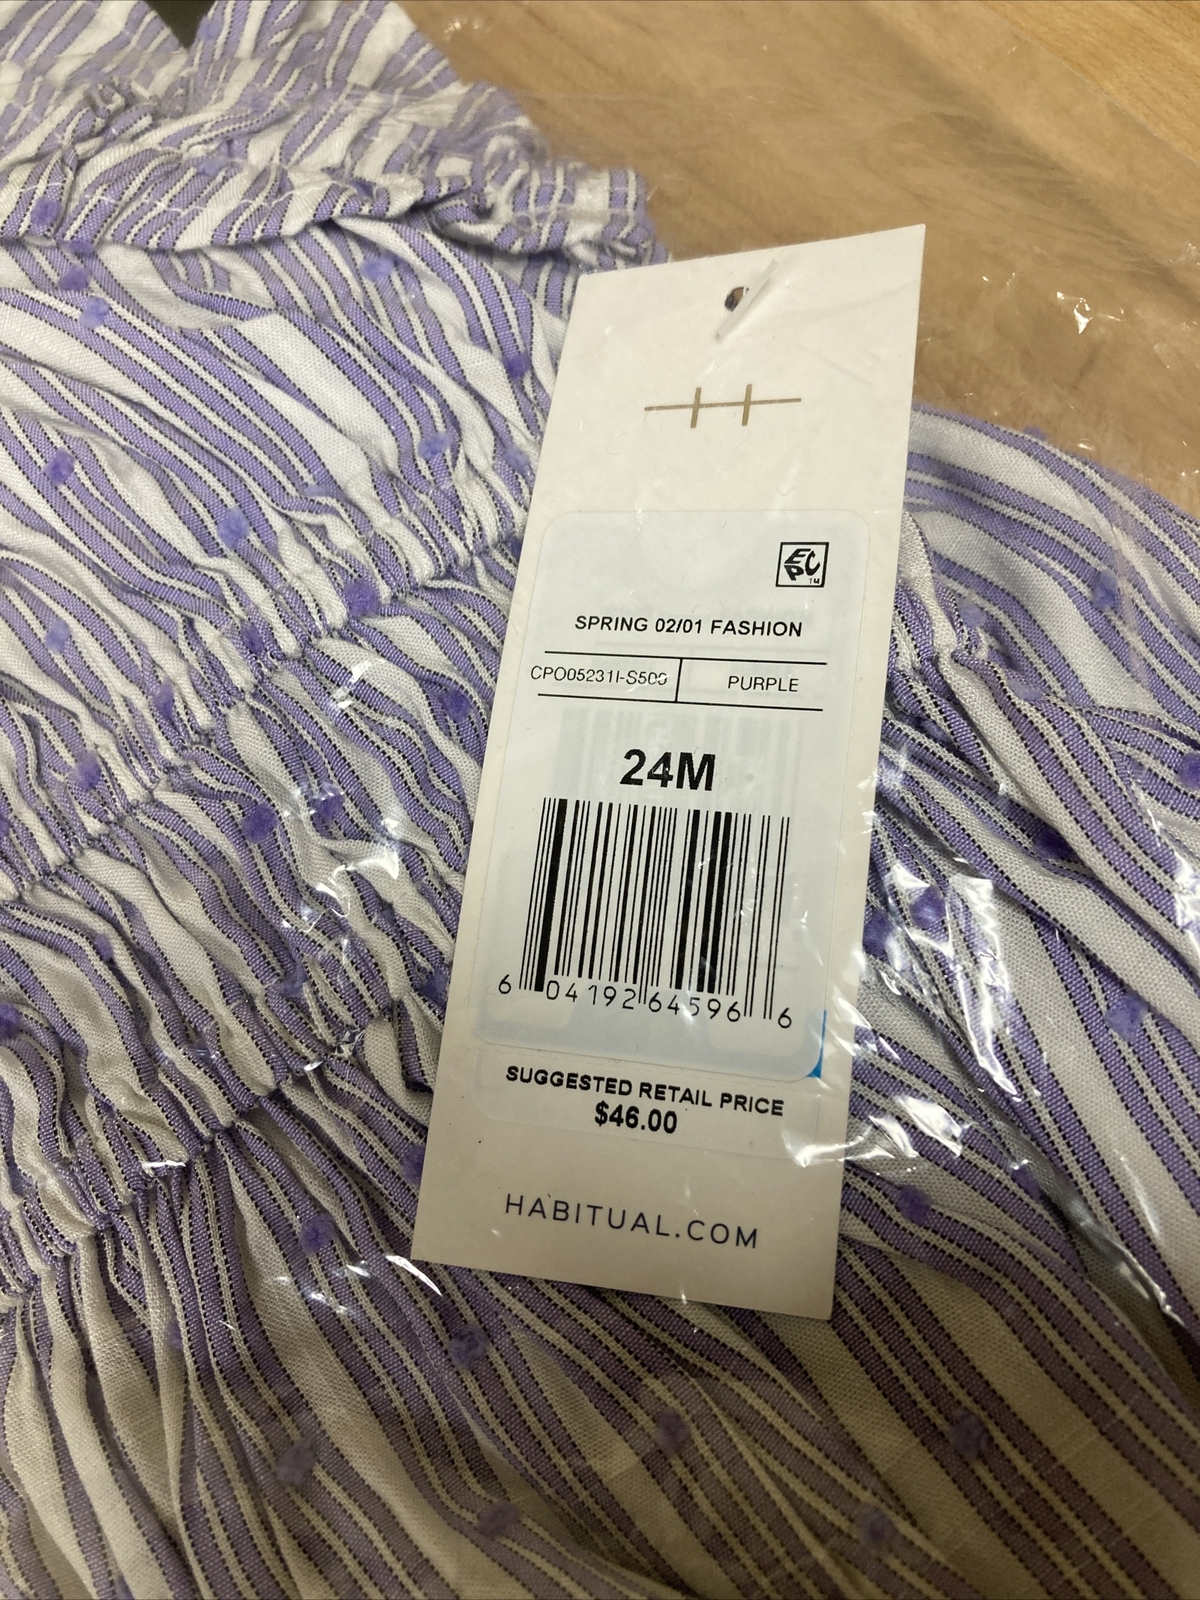 H
EPC™
SPRING 02/01 FASHION
CPO05231I-S500 PURPLE
24M
6 04192 64596 6
SUGGESTED RETAIL PRICE
$46.00
HABITUAL.COM